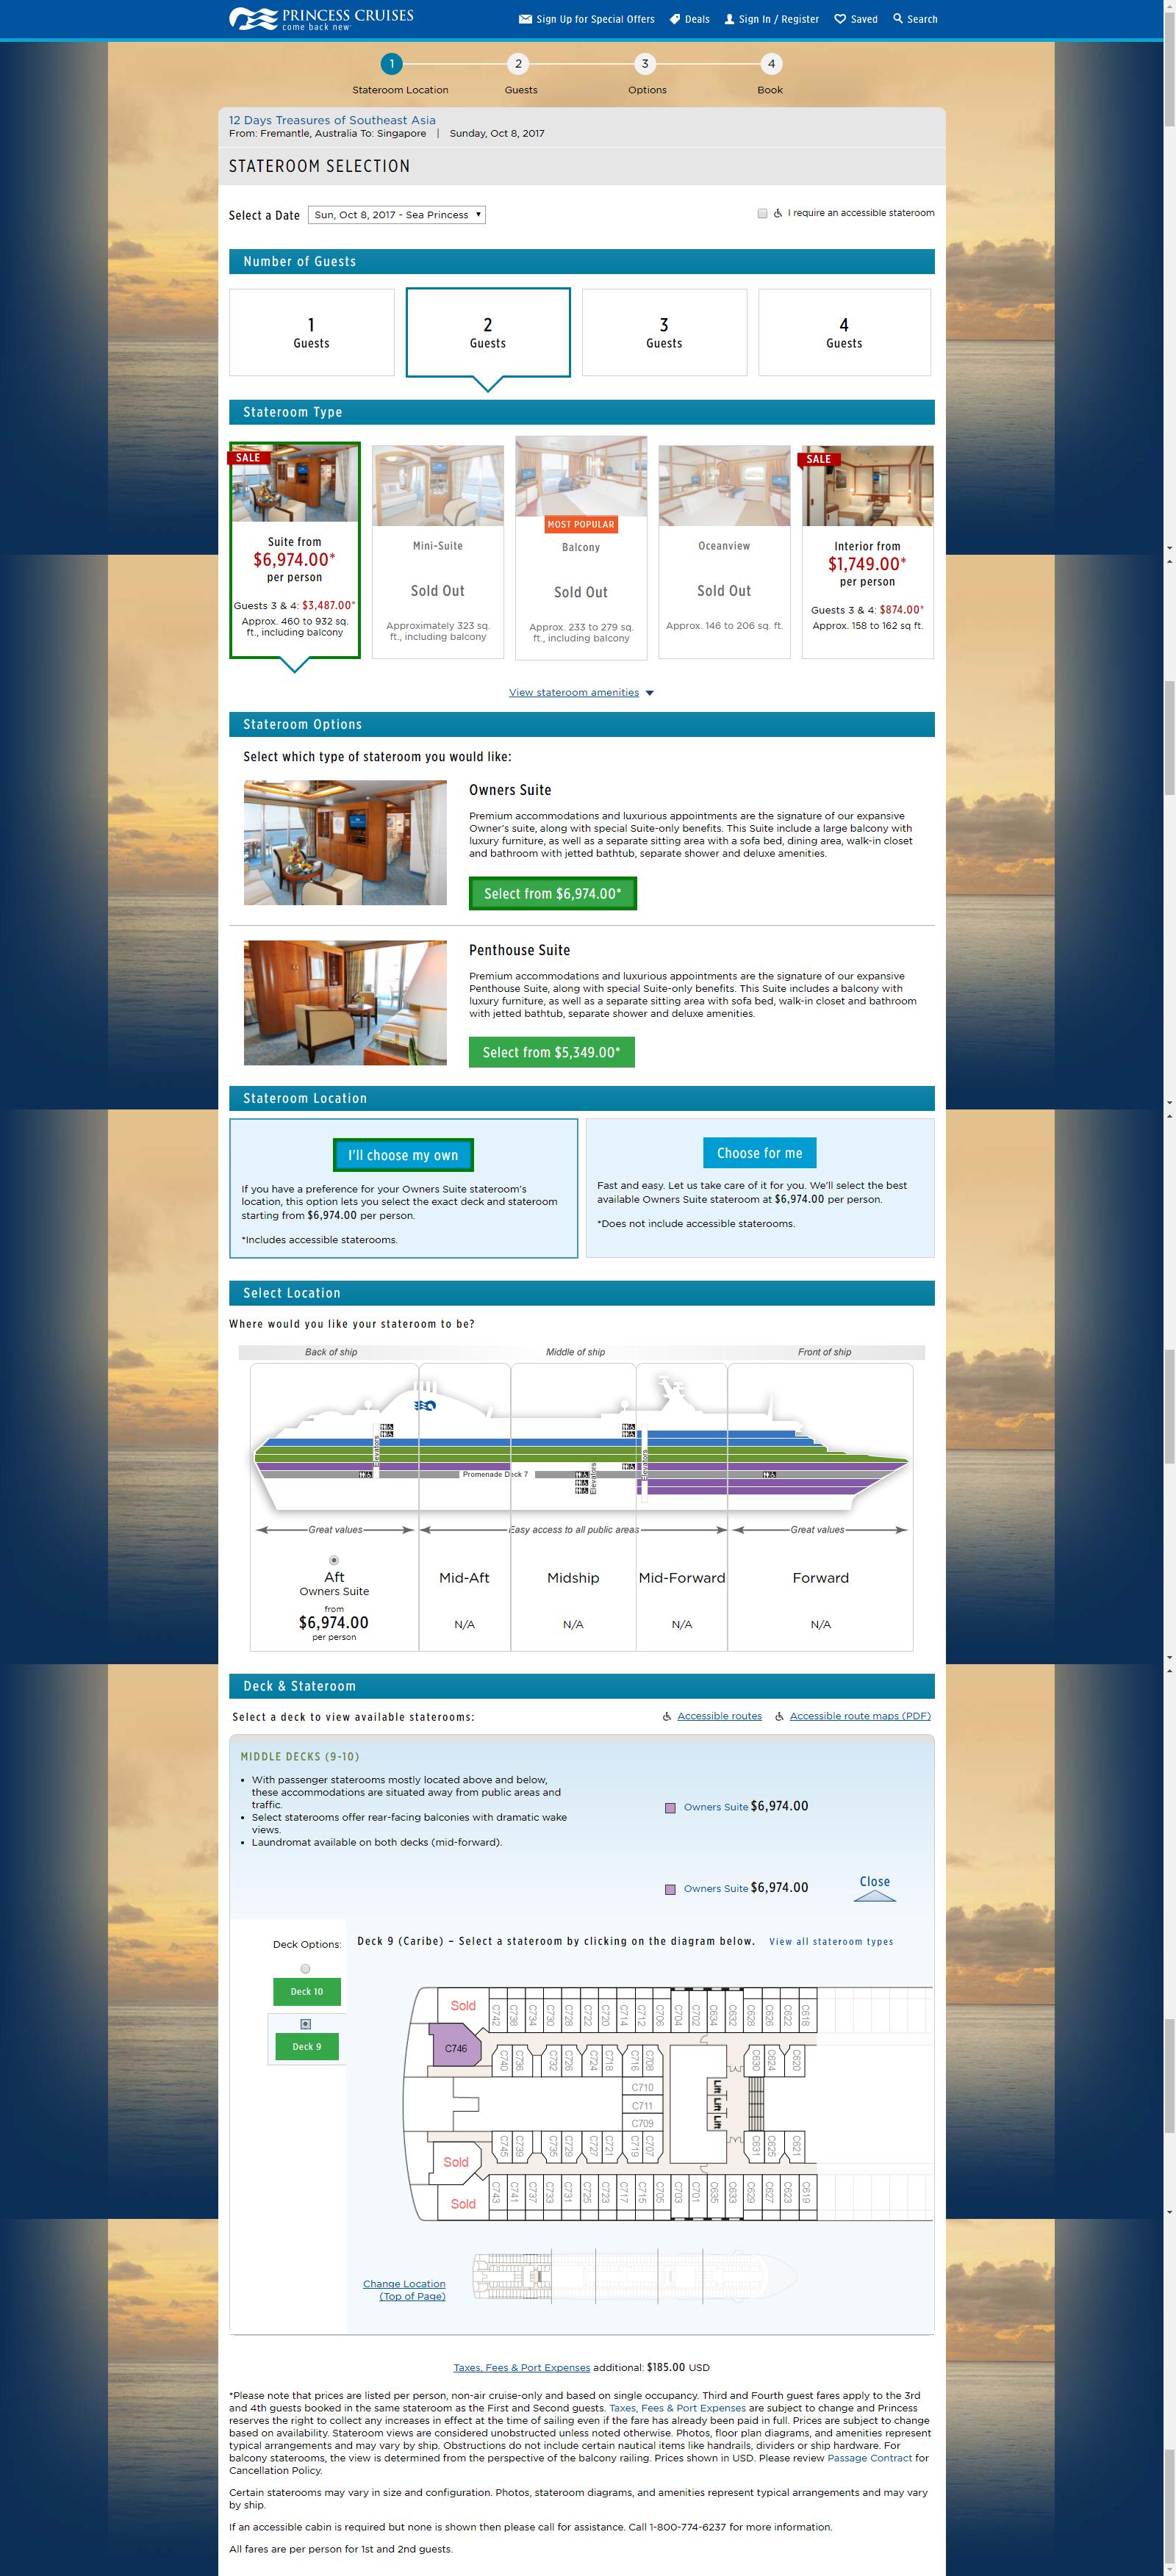 PRINCESS CRUISES
come back new
Sign Up for Special Offers
Deals
Sign In / Register
Saved
Search
1
2
3
4
Stateroom Location
Guests
Options
Book
12 Days Treasures of Southeast Asia
From: Fremantle, Australia To: Singapore | Sunday, Oct 8, 2017
STATEROOM SELECTION
Select a Date
Sun, Oct 8, 2017 - Sea Princess
I require an accessible stateroom
Number of Guests
1
Guests
2
Guests
3
Guests
4
Guests
Stateroom Type
SALE
Suite from
$6,974.00*
per person
Guests 3 & 4: $3,487.00*
Approx. 460 to 932 sq.
ft., including balcony
Mini-Suite
Sold Out
Approximately 323 sq.
ft., including balcony
MOST POPULAR
Balcony
Sold Out
Approx. 233 to 279 sq.
ft., including balcony
Oceanview
Sold Out
Approx. 146 to 206 sq. ft.
SALE
Interior from
$1,749.00*
per person
Guests 3 & 4: $874.00*
Approx. 158 to 162 sq ft.
View stateroom amenities
Stateroom Options
Select which type of stateroom you would like:
Owners Suite
Premium accommodations and luxurious appointments are the signature of our expansive
Owner's suite, along with special Suite-only benefits. This Suite include a large balcony with
luxury furniture, as well as a separate sitting area with a sofa bed, dining area, walk-in closet
and bathroom with jetted bathtub, separate shower and deluxe amenities.
Select from $6,974.00*
Penthouse Suite
Premium accommodations and luxurious appointments are the signature of our expansive
Penthouse Suite, along with special Suite-only benefits. This Suite includes a balcony with
luxury furniture, as well as a separate sitting area with sofa bed, walk-in closet and bathroom
with jetted bathtub, separate shower and deluxe amenities.
Select from $5,349.00*
Stateroom Location
I'll choose my own
If you have a preference for your Owners Suite stateroom's
location, this option lets you select the exact deck and stateroom
starting from $6,974.00 per person.
*Includes accessible staterooms.
Choose for me
Fast and easy. Let us take care of it for you. We'll select the best
available Owners Suite stateroom at $6,974.00 per person.
*Does not include accessible staterooms.
Select Location
Where would you like your stateroom to be?
Back of ship
Middle of ship
Front of ship
Elevators
Elevators
Elevators
Promenade Deck 7
Great values
Easy access to all public areas
Great values
Aft
Owners Suite
from
$6,974.00
per person
Mid-Aft
N/A
Midship
N/A
Mid-Forward
N/A
Forward
N/A
Deck & Stateroom
Select a deck to view available staterooms:
Accessible routes
Accessible route maps (PDF)
MIDDLE DECKS (9-10)
• With passenger staterooms mostly located above and below,
these accommodations are situated away from public areas and
traffic.
• Select staterooms offer rear-facing balconies with dramatic wake
views.
• Laundromat available on both decks (mid-forward).
Owners Suite $6,974.00
Owners Suite $6,974.00
Close
Deck Options:
Deck 10
Deck 9
Deck 9 (Caribe) – Select a stateroom by clicking on the diagram below.
View all stateroom types
Sold
C742 C738 C734 C730 C728 C722 C720 C714 C712 C706 C704 C702 C634 C632 C628 C626 C622 C618
C746
C740 C736 C732 C726 C724 C718 C716 C708 C630 C624 C620
C710
C711
C709
Lift Lift Lift
C745 C739 C735 C729 C727 C721 C719 C707 C631 C625 C621
Sold
Sold
C743 C741 C737 C733 C731 C725 C723 C717 C715 C705 C703 C701 C635 C633 C629 C627 C623 C619
Change Location
(Top of Page)
Taxes, Fees & Port Expenses additional: $185.00 USD
*Please note that prices are listed per person, non-air cruise-only and based on single occupancy. Third and Fourth guest fares apply to the 3rd
and 4th guests booked in the same stateroom as the First and Second guests. Taxes, Fees & Port Expenses are subject to change and Princess
reserves the right to collect any increases in effect at the time of sailing even if the fare has already been paid in full. Prices are subject to change
based on availability. Stateroom views are considered unobstructed unless noted otherwise. Photos, floor plan diagrams, and amenities represent
typical arrangements and may vary by ship. Obstructions do not include certain nautical items like handrails, dividers or ship hardware. For
balcony staterooms, the view is determined from the perspective of the balcony railing. Prices shown in USD. Please review Passage Contract for
Cancellation Policy.
Certain staterooms may vary in size and configuration. Photos, stateroom diagrams, and amenities represent typical arrangements and may vary
by ship.
If an accessible cabin is required but none is shown then please call for assistance. Call 1-800-774-6237 for more information.
All fares are per person for 1st and 2nd guests.